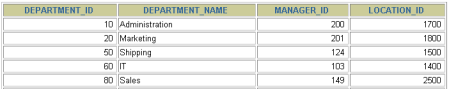 DEPARTMENT_ID DEPARTMENT_NAME MANAGER_ID LOCATION_ID
10 Administration 200 1700
20 Marketing 201 1800
50 Shipping 124 1500
60 IT 103 1400
80 Sales 149 2500